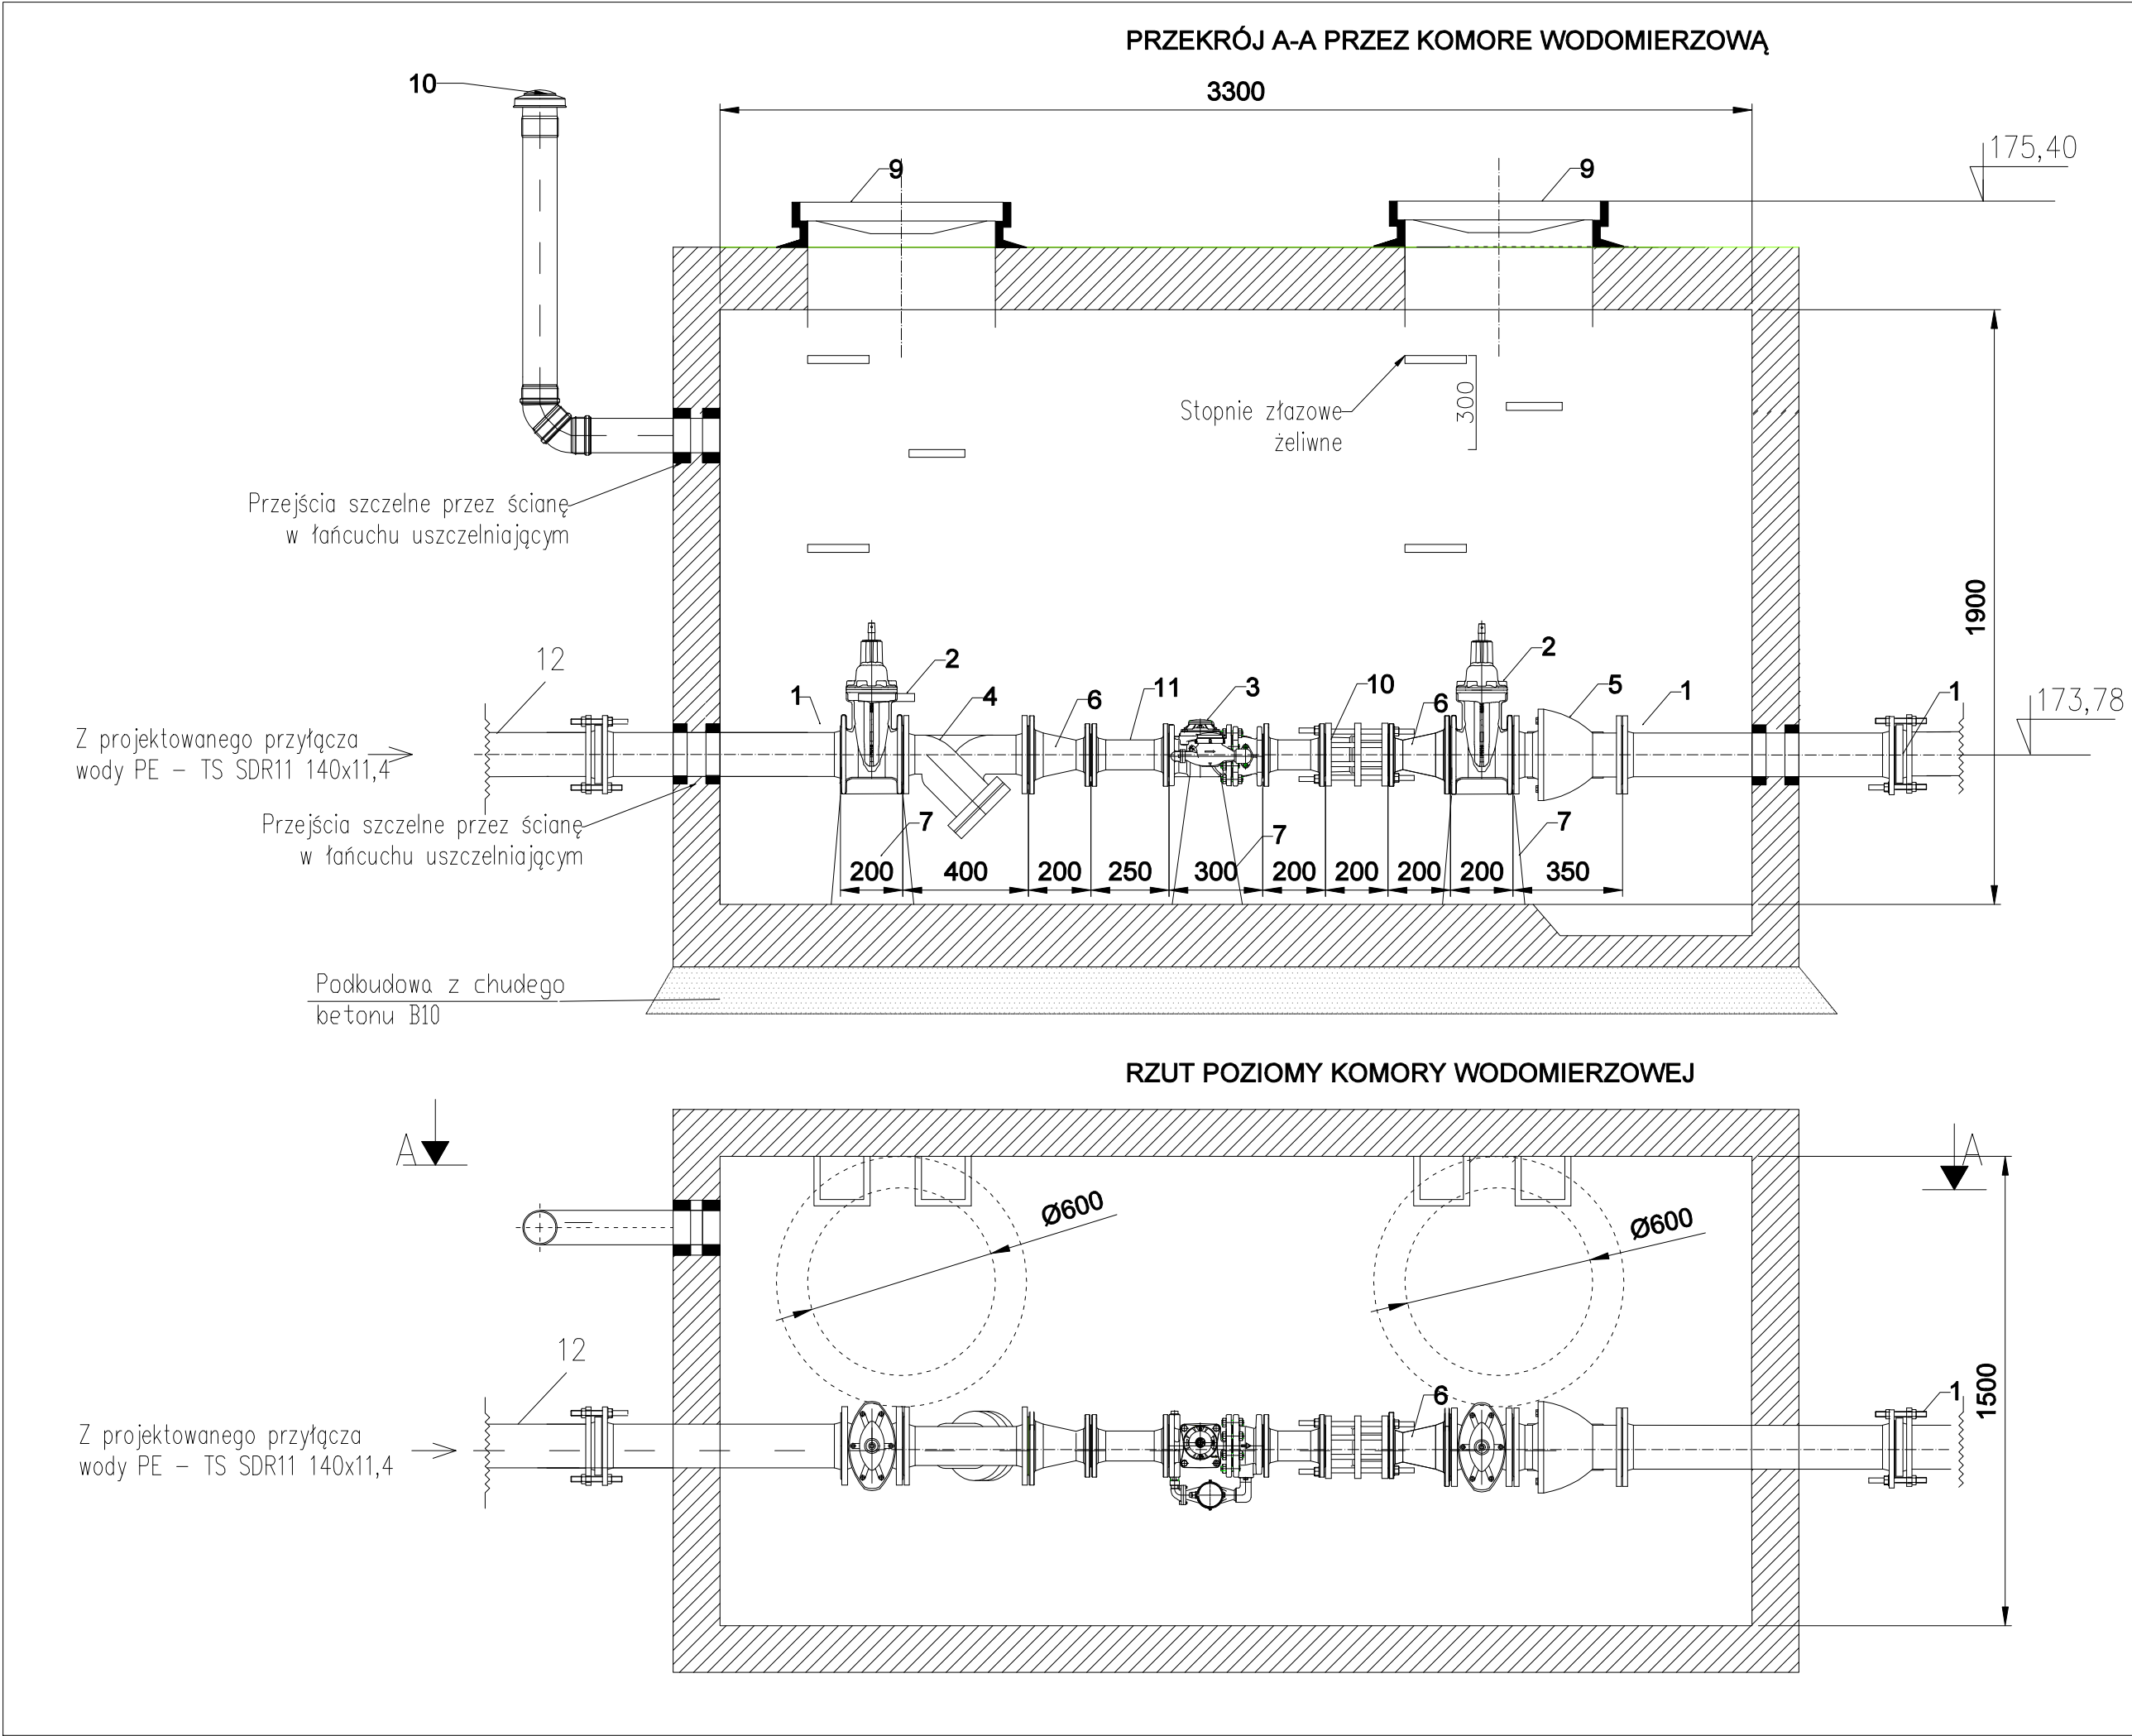 PRZEKRÓJ A-A PRZEZ KOMORE WODOMIERZOWĄ
10
3300
175,40
9
9
Stopnie złazowe
żeliwne
300
Przejścia szczelne przez ścianę
w łańcuchu uszczelniającym
1900
12
1
2
4
6
11
3
10
6
2
5
1
1
173,78
Z projektowanego przyłącza
wody PE – TS SDR11 140x11,4
Przejścia szczelne przez ścianę
w łańcuchu uszczelniającym
7
7
7
200
400
200
250
300
200
200
200
200
350
Podbudowa z chudego
betonu B10
RZUT POZIOMY KOMORY WODOMIERZOWEJ
A
A
Ø600
Ø600
12
6
1
1500
Z projektowanego przyłącza
wody PE – TS SDR11 140x11,4